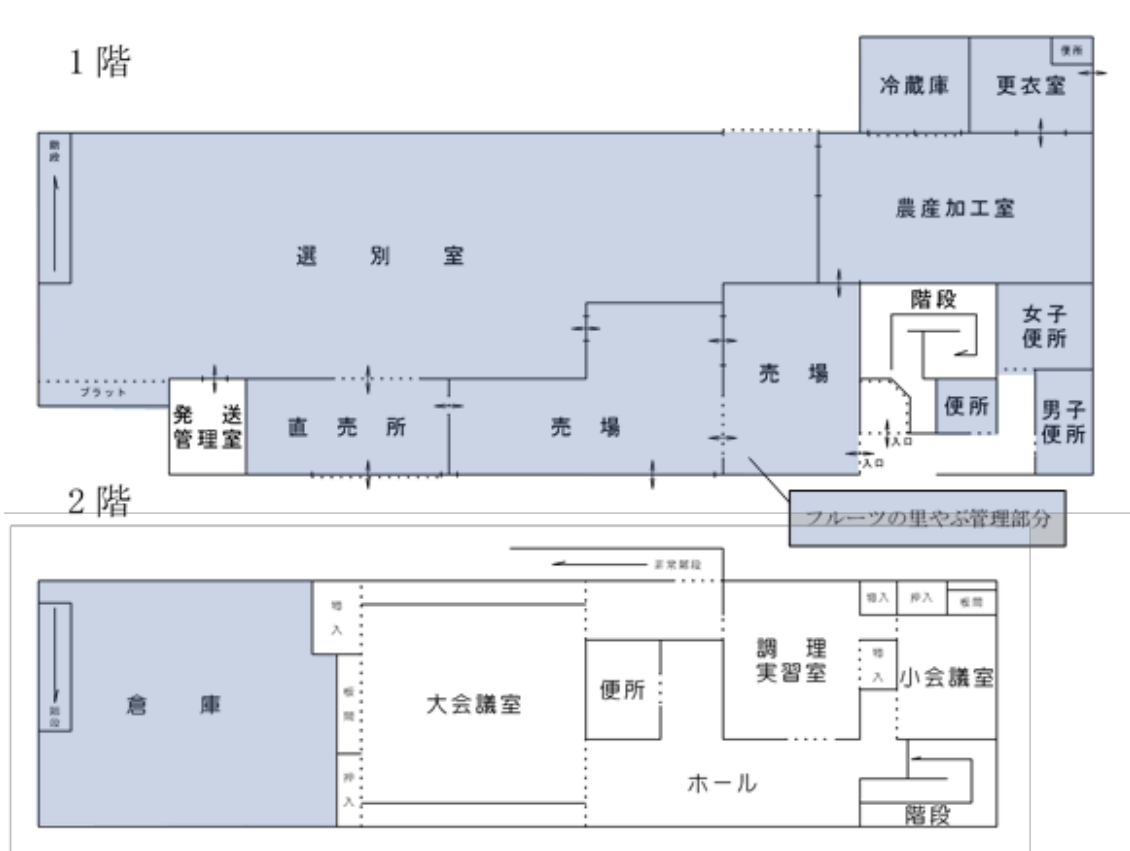 1階
便所
冷蔵庫
更衣室
階段
農産加工室
選別室
階段
女子
便所
売場
プラット
発送
管理室
直売所
売場
便所
男子
便所
入口
入口
2階
フルーツの里やぶ管理部分
非常階段
物入
物入
押入
板間
調理
実習室
物入
小会議室
倉庫
階段
板間
大会議室
便所
ホール
押入
階段